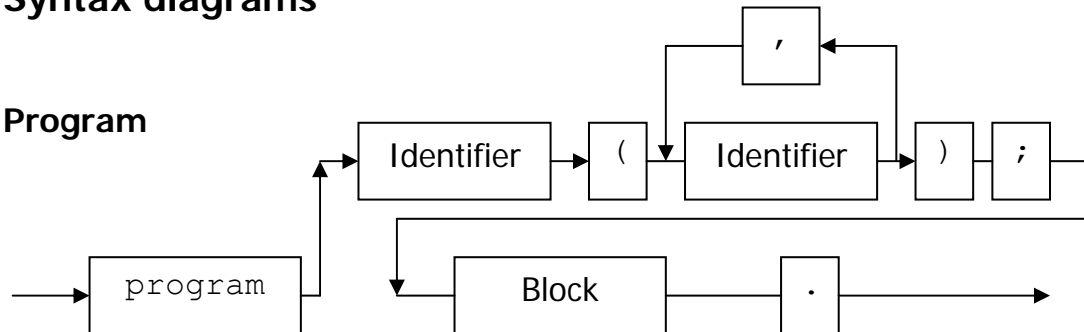 Syntax diagrams
,
Program
Identifier ( Identifier ) ;
program Block .